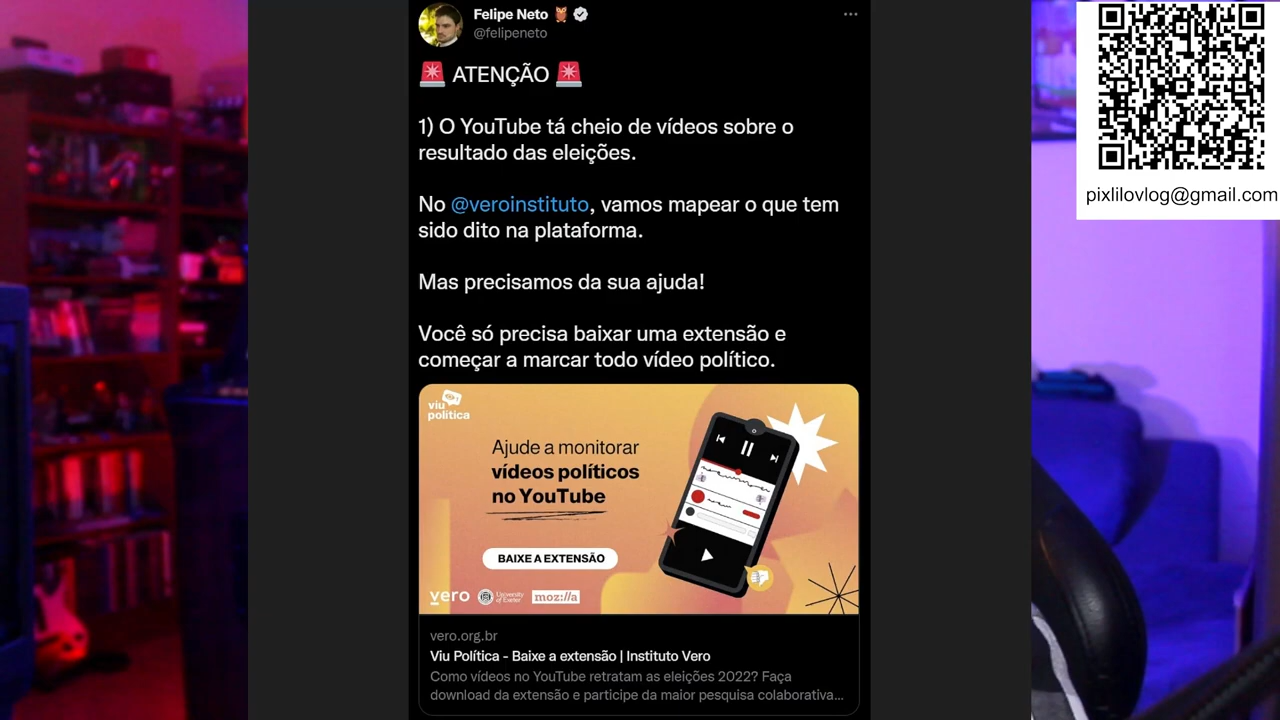 Felipe Neto
@felipeneto
ATENÇÃO
1) O YouTube tá cheio de vídeos sobre o
resultado das eleições.
No @veroinstituto, vamos mapear o que tem
sido dito na plataforma.
Mas precisamos da sua ajuda!
Você só precisa baixar uma extensão e
começar a marcar todo vídeo político.
viu
política
Ajude a monitorar
vídeos políticos
no YouTube
BAIXE A EXTENSÃO
vero
University
of Exeter
moz://a
vero.org.br
Viu Política - Baixe a extensão | Instituto Vero
Como vídeos no YouTube retratam as eleições 2022? Faça
download da extensão e participe da maior pesquisa colaborativa...
pixlilovlog@gmail.com